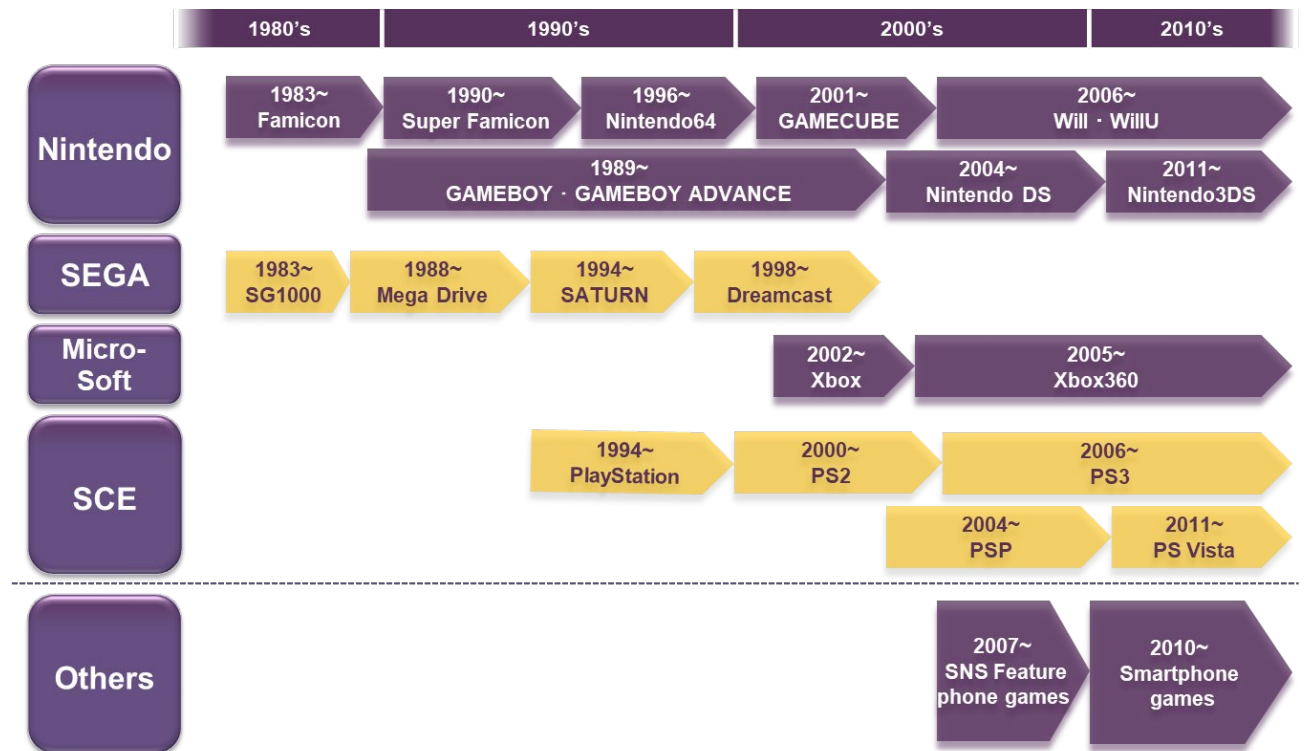 1980's
1990's
2000's
2010's
Nintendo
1983~
Famicon
1990~
Super Famicon
1996~
Nintendo64
2001~
GAMECUBE
2006~
Will · WillU
1989~
GAMEBOY · GAMEBOY ADVANCE
2004~
Nintendo DS
2011~
Nintendo3DS
SEGA
1983~
SG1000
1988~
Mega Drive
1994~
SATURN
1998~
Dreamcast
Micro-
Soft
2002~
Xbox
2005~
Xbox360
SCE
1994~
PlayStation
2000~
PS2
2006~
PS3
2004~
PSP
2011~
PS Vista
Others
2007~
SNS Feature
phone games
2010~
Smartphone
games